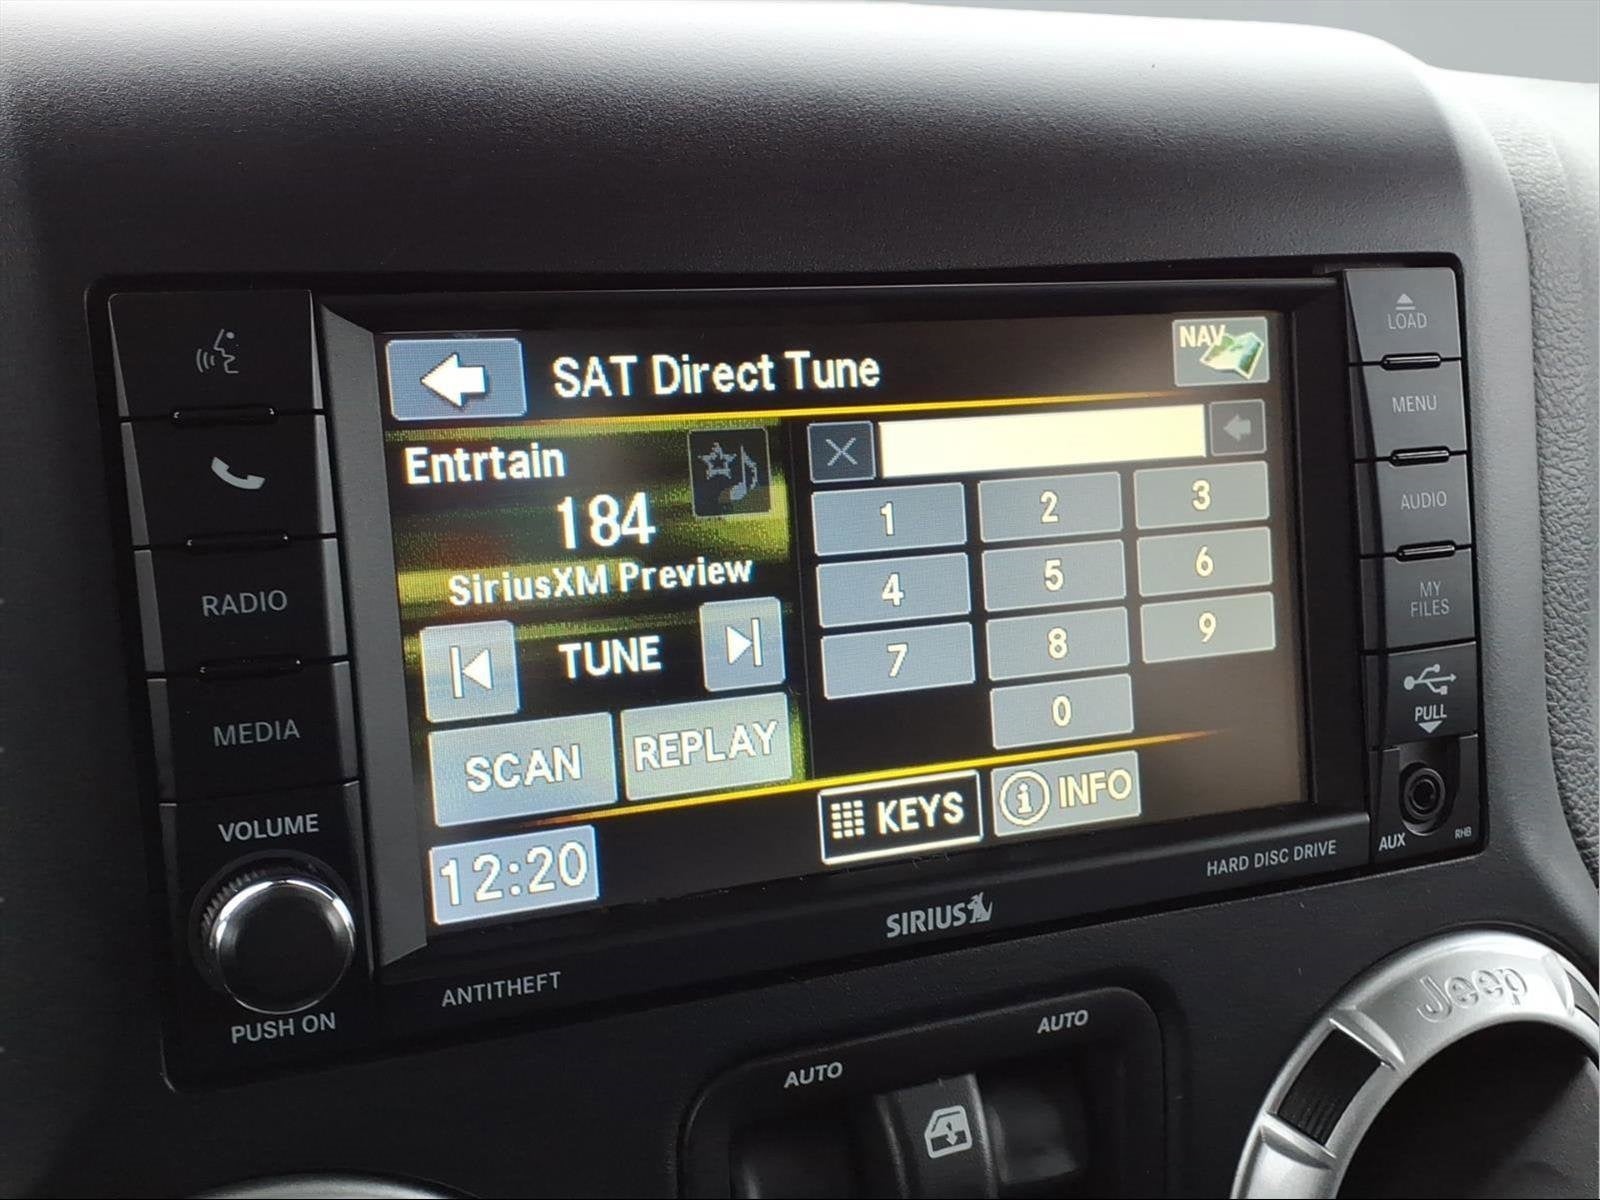 SAT Direct Tune
NAV
Entrtain
184
SiriusXM Preview
TUNE
SCAN
REPLAY
12:20
1
2
3
4
5
6
7
8
9
0
KEYS
INFO
RADIO
MEDIA
VOLUME
PUSH ON
ANTITHEFT
SIRIUS
HARD DISC DRIVE
LOAD
MENU
AUDIO
MY
FILES
PULL
AUX
RHB
AUTO
AUTO
Jeep